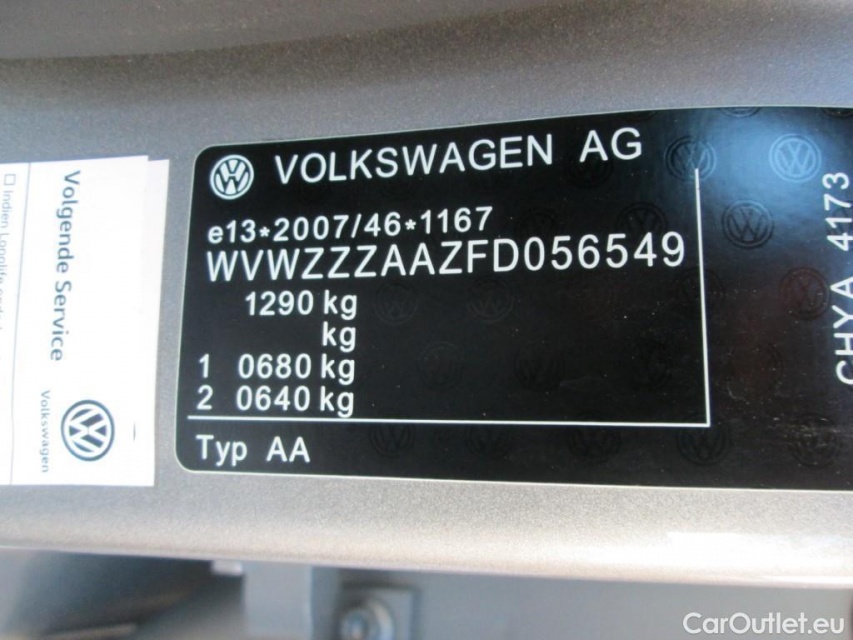 VOLKSWAGEN AG
e13*2007/46*1167
WVWZZZAAZFD056549
1290 kg
kg
1 0680 kg
2 0640 kg
Typ AA
CHYA 4173
Volgende Service
Volkswagen
CarOutlet.eu